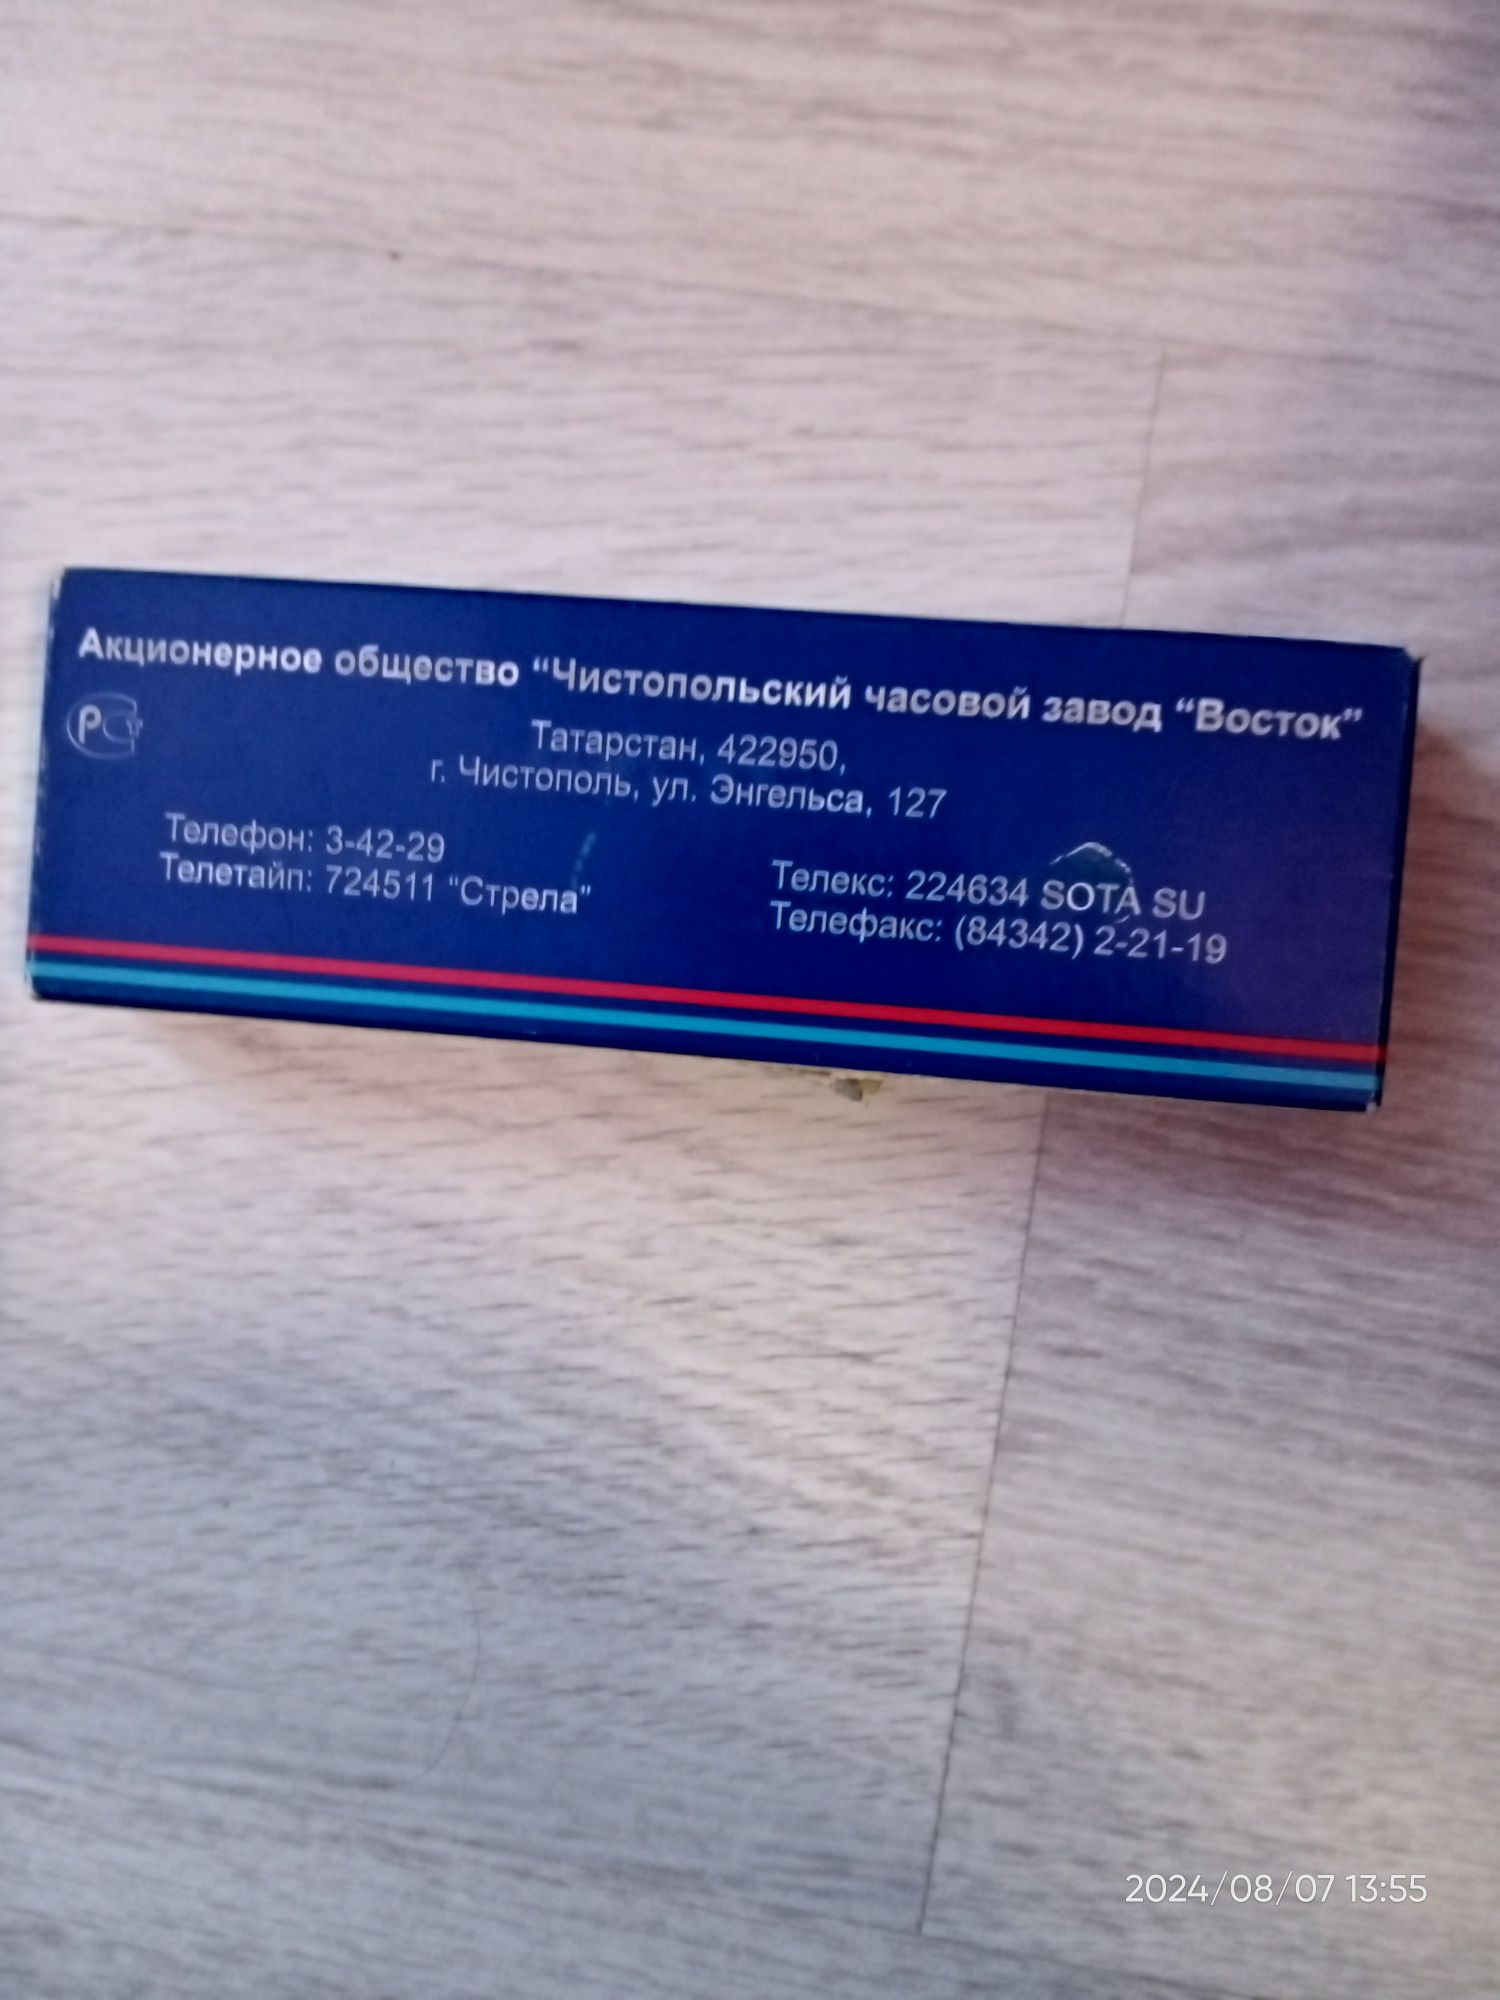 Акционерное общество “Чистопольский часовой завод “Восток”
Татарстан, 422950,
г. Чистополь, ул. Энгельса, 127
Телефон: 3-42-29
Телетайп: 724511 "Стрела"
Телекс: 224634 SOTA SU
Телефакс: (84342) 2-21-19
2024/08/07 13:55